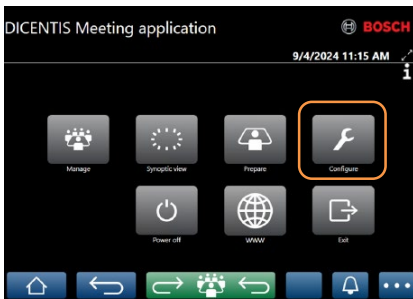 DICENTIS Meeting application
BOSCH
9/4/2024 11:15 AM
i
Manage
Synoptic view
Prepare
Configure
Power off
WWW
Exit